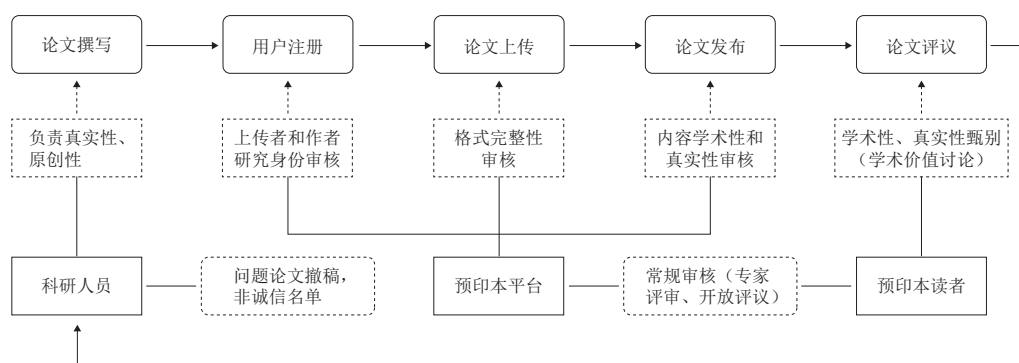 论文撰写
用户注册
论文上传
论文发布
论文评议
负责真实性、
原创性
上传者和作者
研究身份审核
格式完整性
审核
内容学术性和
真实性审核
学术性、真实性甄别
（学术价值讨论）
科研人员
问题论文撤稿，
非诚信名单
预印本平台
常规审核（专家
评审、开放评议）
预印本读者